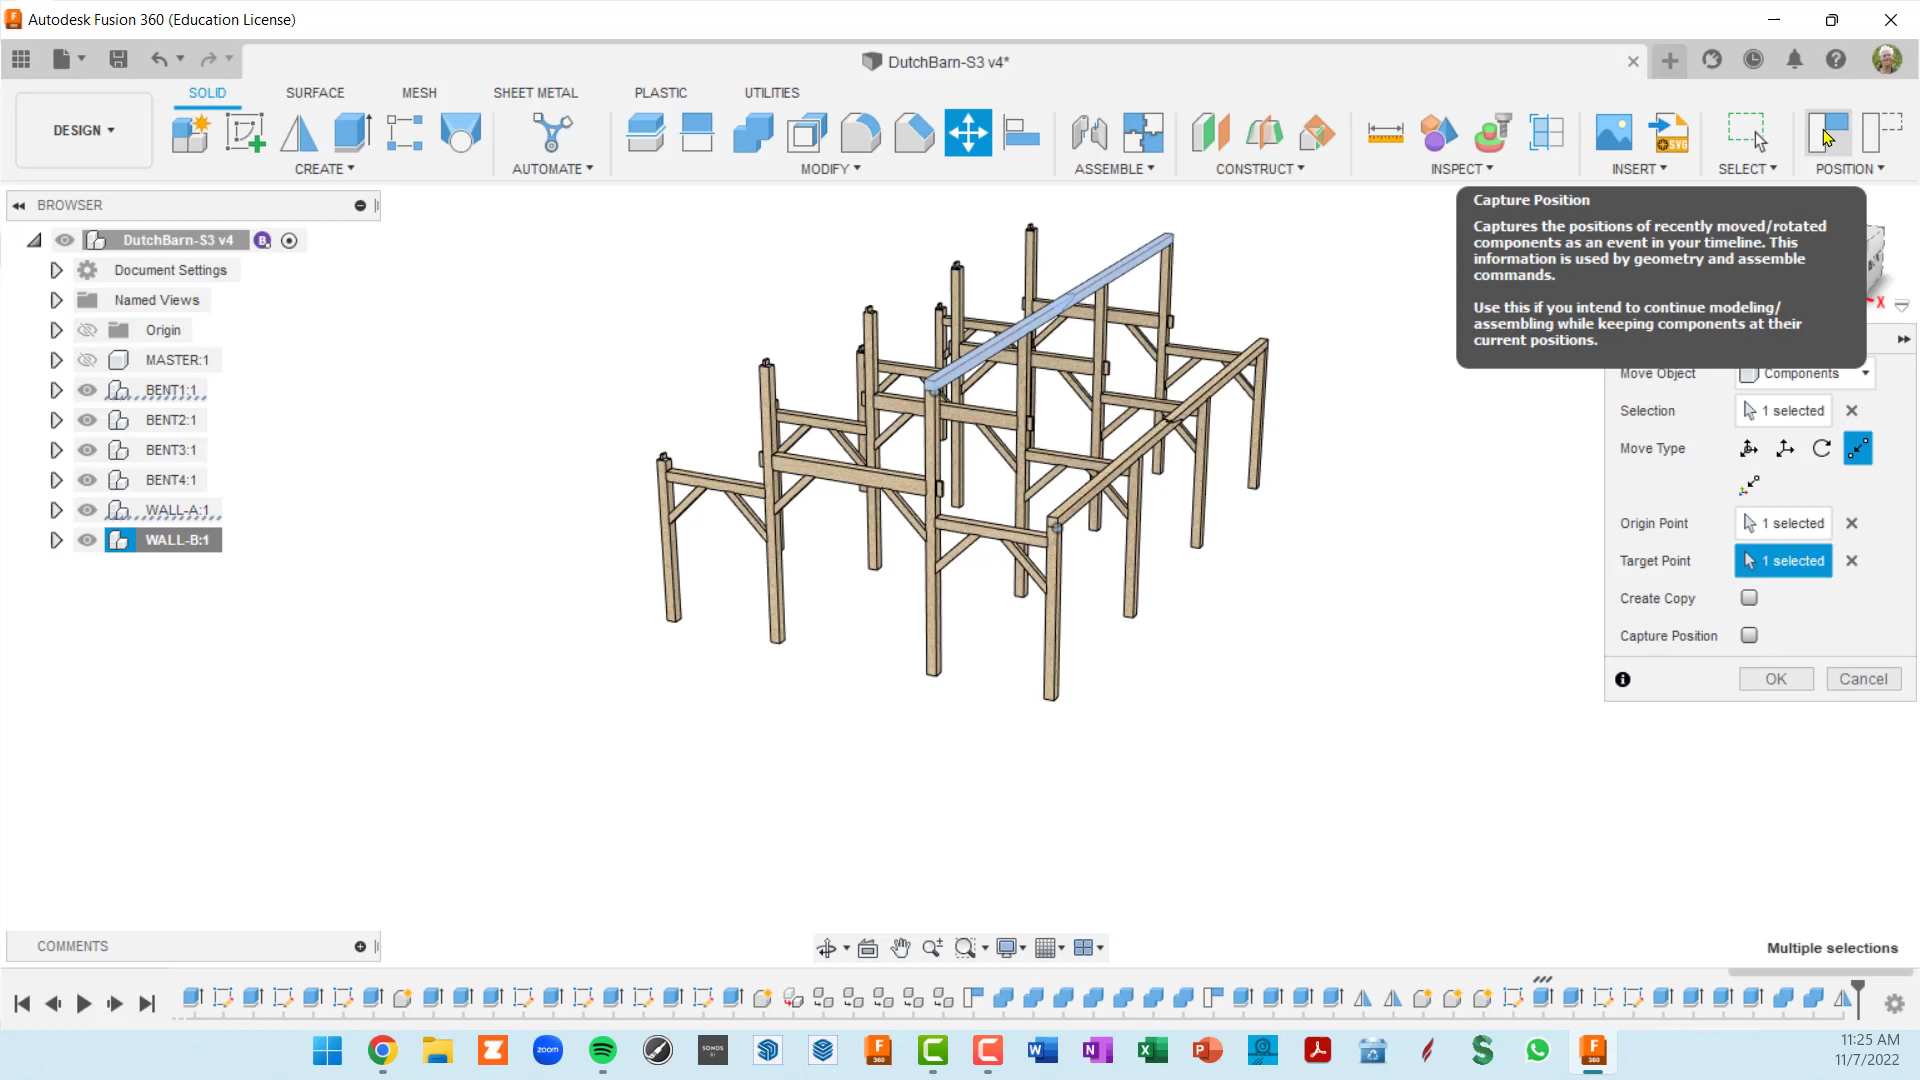 Autodesk Fusion 360 (Education License)
DutchBarn-S3 v4*
SOLID SURFACE MESH SHEET METAL PLASTIC UTILITIES
DESIGN
CREATE AUTOMATE MODIFY ASSEMBLE CONSTRUCT INSPECT INSERT SELECT POSITION
BROWSER
DutchBarn-S3 v4
Document Settings
Named Views
Origin
MASTER:1
BENT1:1
BENT2:1
BENT3:1
BENT4:1
WALL-A:1
WALL-B:1
Capture Position
Captures the positions of recently moved/rotated
components as an event in your timeline. This
information is used by geometry and assemble
commands.
Use this if you intend to continue modeling/
assembling while keeping components at their
current positions.
X
Move Object Components
Selection 1 selected
Move Type
Origin Point 1 selected
Target Point 1 selected
Create Copy
Capture Position
OK Cancel
COMMENTS
Multiple selections
zoom
SONOS
F
360
F
360
11:25 AM
11/7/2022